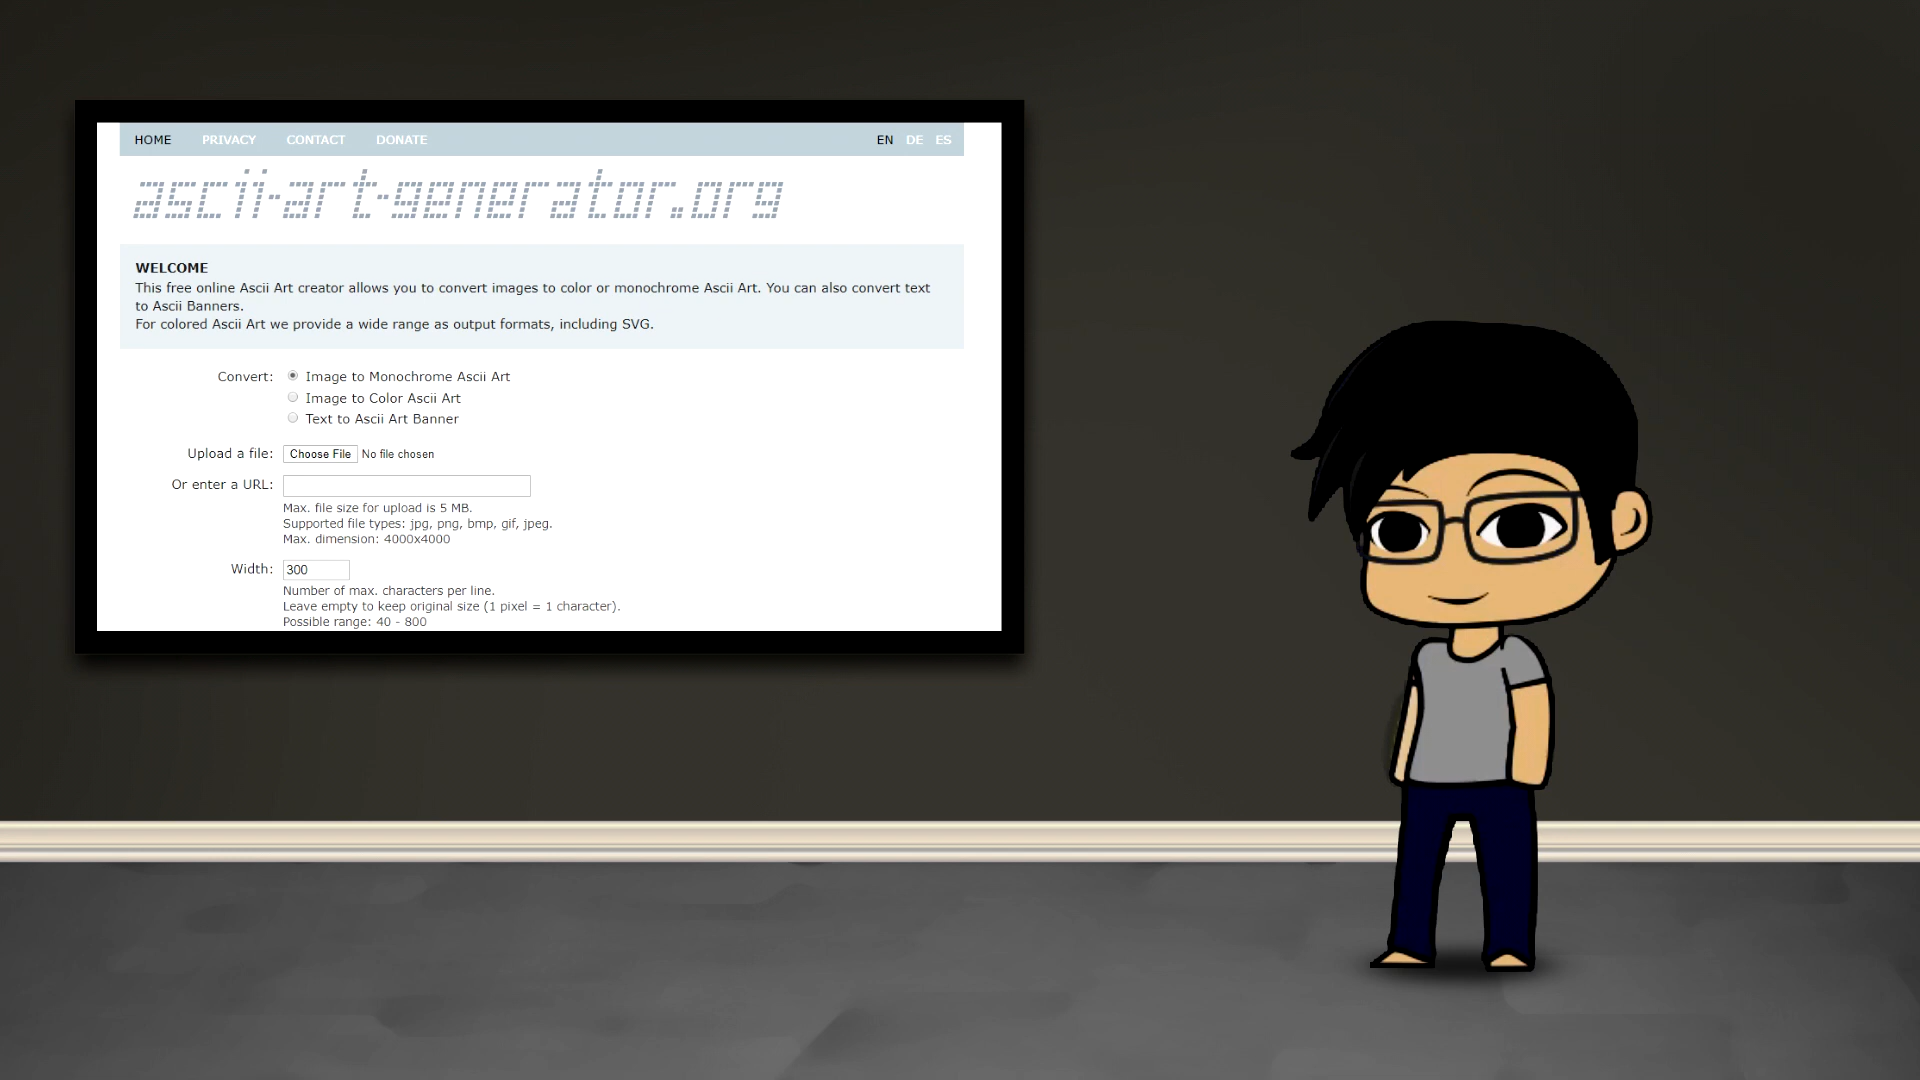 HOME PRIVACY CONTACT DONATE EN DE ES
ascii-art-generator.org
WELCOME
This free online Ascii Art creator allows you to convert images to color or monochrome Ascii Art. You can also convert text
to Ascii Banners.
For colored Ascii Art we provide a wide range as output formats, including SVG.
Convert: Image to Monochrome Ascii Art
Image to Color Ascii Art
Text to Ascii Art Banner
Upload a file: Choose File No file chosen
Or enter a URL:
Max. file size for upload is 5 MB.
Supported file types: jpg, png, bmp, gif, jpeg.
Max. dimension: 4000x4000
Width: 300
Number of max. characters per line.
Leave empty to keep original size (1 pixel = 1 character).
Possible range: 40 - 800